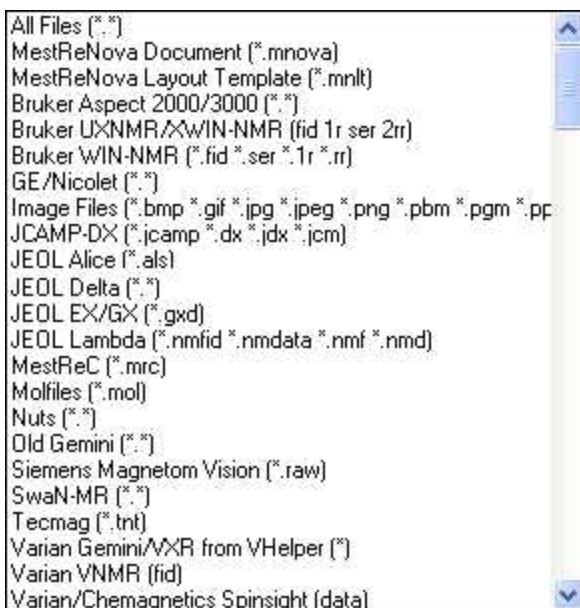 All Files (*.*)
MestReNova Document (*.mnova)
MestReNova Layout Template (*.mnlt)
Bruker Aspect 2000/3000 (*.*)
Bruker UXNMR/XWIN-NMR (fid 1r ser 2rr)
Bruker WIN-NMR (*.fid *.ser *.1r *.rr)
GE/Nicolet (*.*)
Image Files (*.bmp *.gif *.jpg *.jpeg *.png *.pbm *.pgm *.pp
JCAMP-DX (*.jcamp *.dx *.jdx *.jcm)
JEOL Alice (*.als)
JEOL Delta (*.*)
JEOL EX/GX (*.gxd)
JEOL Lambda (*.nmfid *.nmdata *.nmf *.nmd)
MestReC (*.mrc)
Molfiles (*.mol)
Nuts (*.*)
Old Gemini (*.*)
Siemens Magnetom Vision (*.raw)
SwaN-MR (*.*)
Tecmag (*.tnt)
Varian Gemini/VXR from VHelper (*)
Varian VNMR (fid)
Varian/Chemagnetics Spinsight (data)